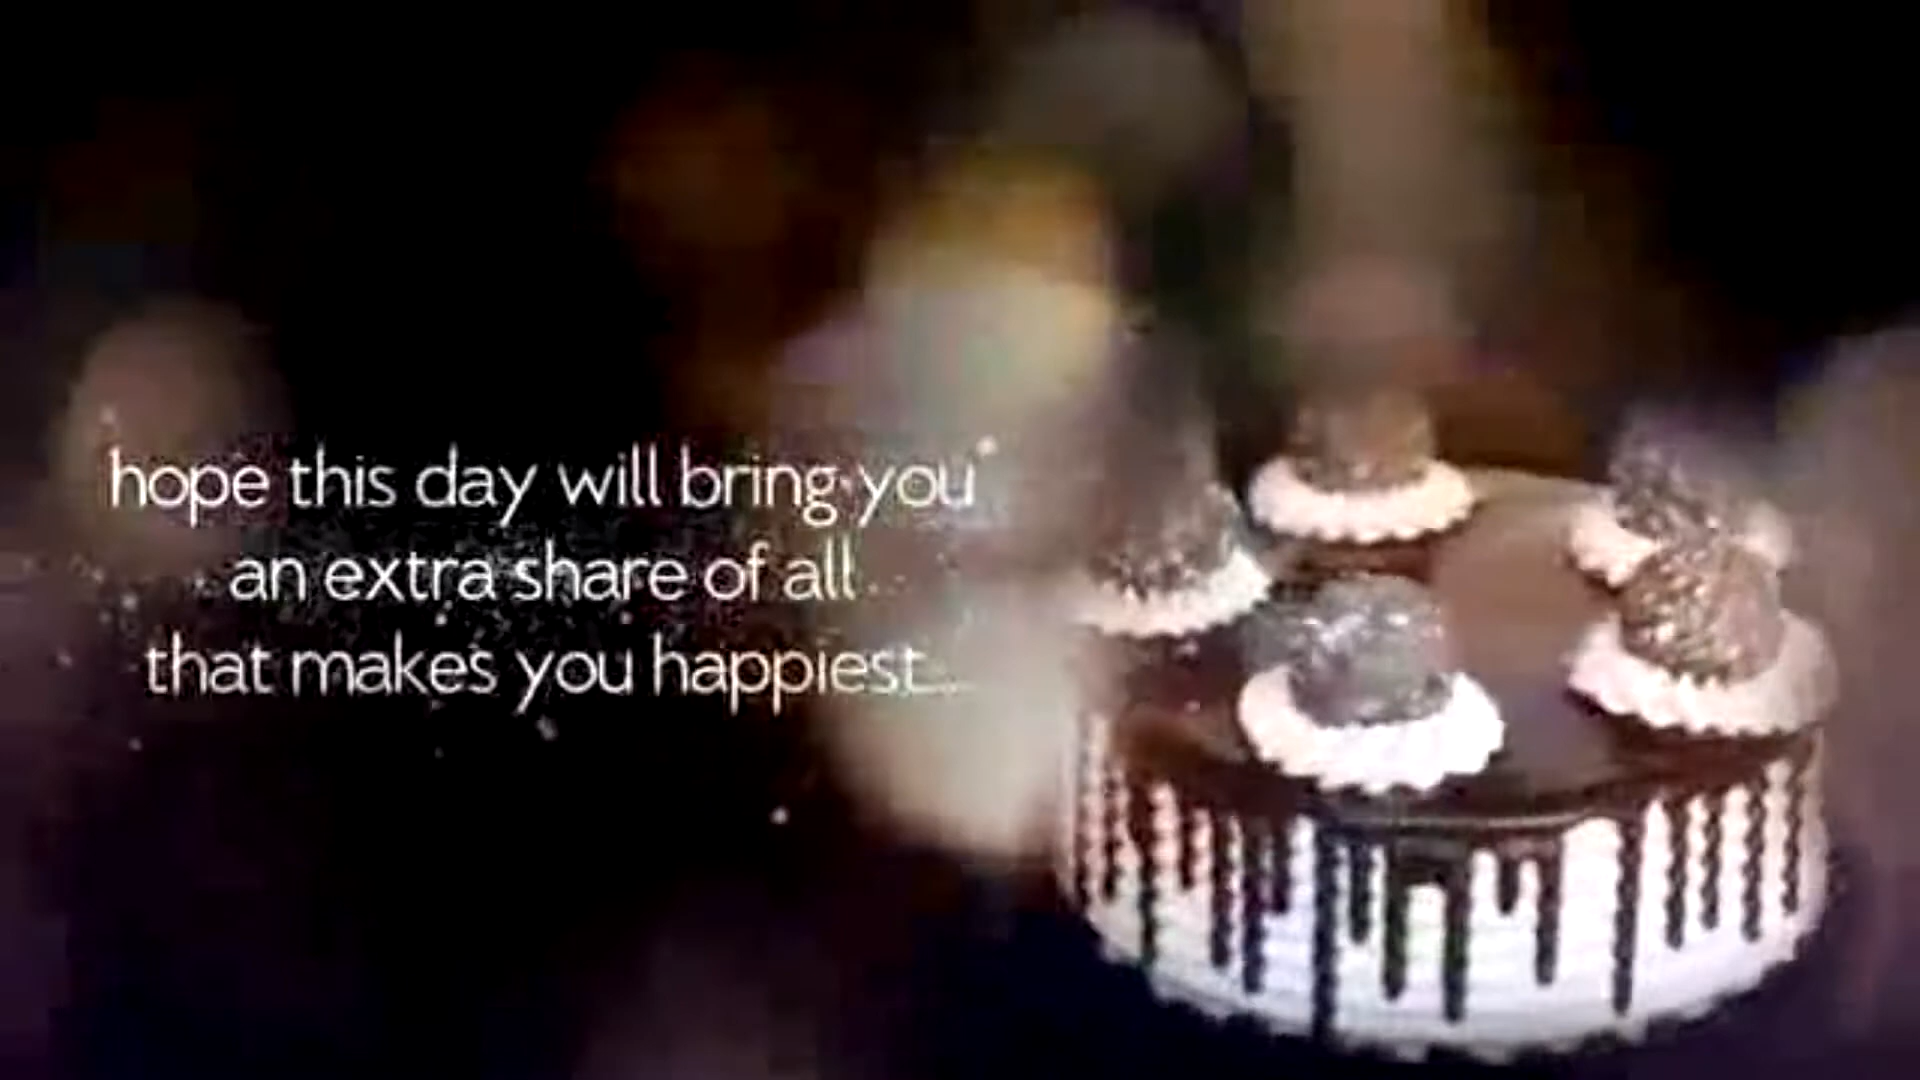 hope this day will bring you
an extra share of all
that makes you happiest...